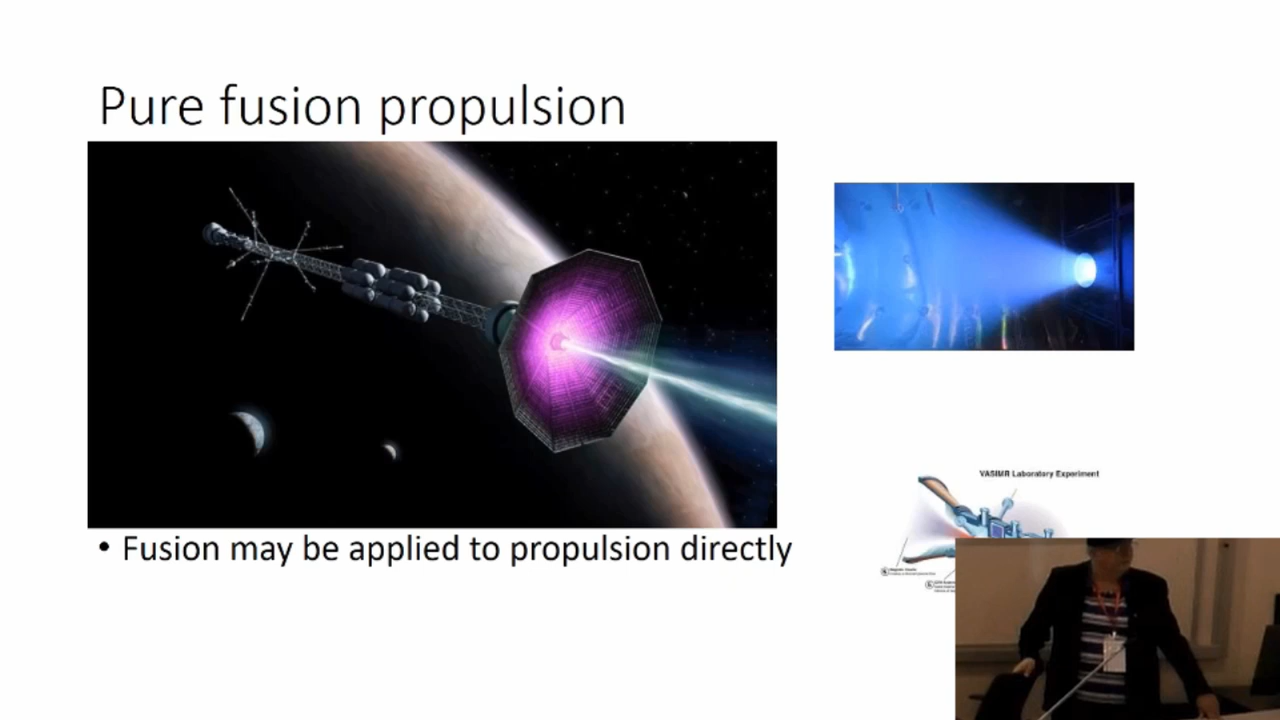 Pure fusion propulsion
VASIMR Laboratory Experiment
• Fusion may be applied to propulsion directly